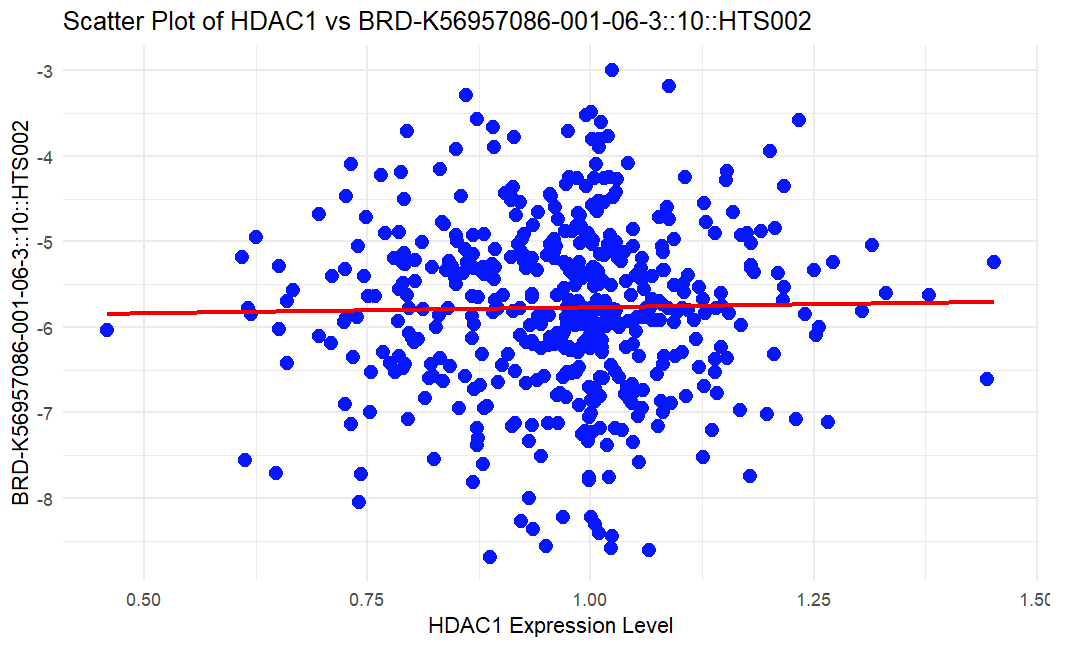 Scatter Plot of HDAC1 vs BRD-K56957086-001-06-3::10::HTS002
BRD-K56957086-001-06-3::10::HTS002
-3
-4
-5
-6
-7
-8
0.50 0.75 1.00 1.25 1.50
HDAC1 Expression Level